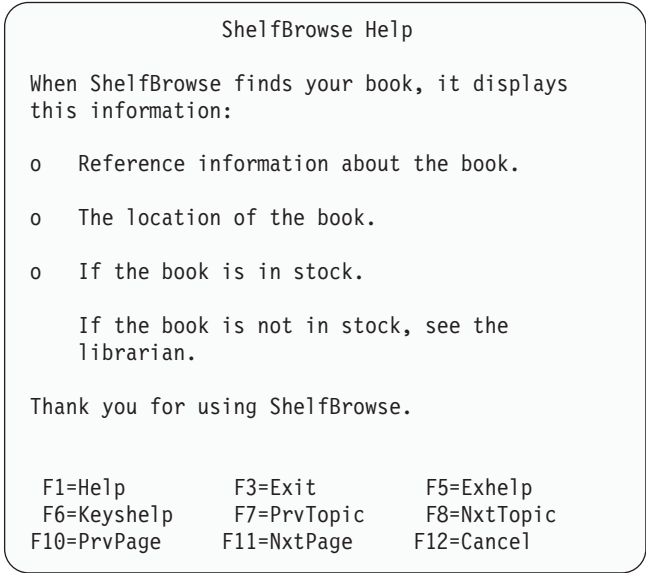 ShelfBrowse Help
When ShelfBrowse finds your book, it displays
this information:
o Reference information about the book.
o The location of the book.
o If the book is in stock.
If the book is not in stock, see the
librarian.
Thank you for using ShelfBrowse.
F1=Help F3=Exit F5=Exhelp
F6=Keyshelp F7=PrvTopic F8=NxtTopic
F10=PrvPage F11=NxtPage F12=Cancel